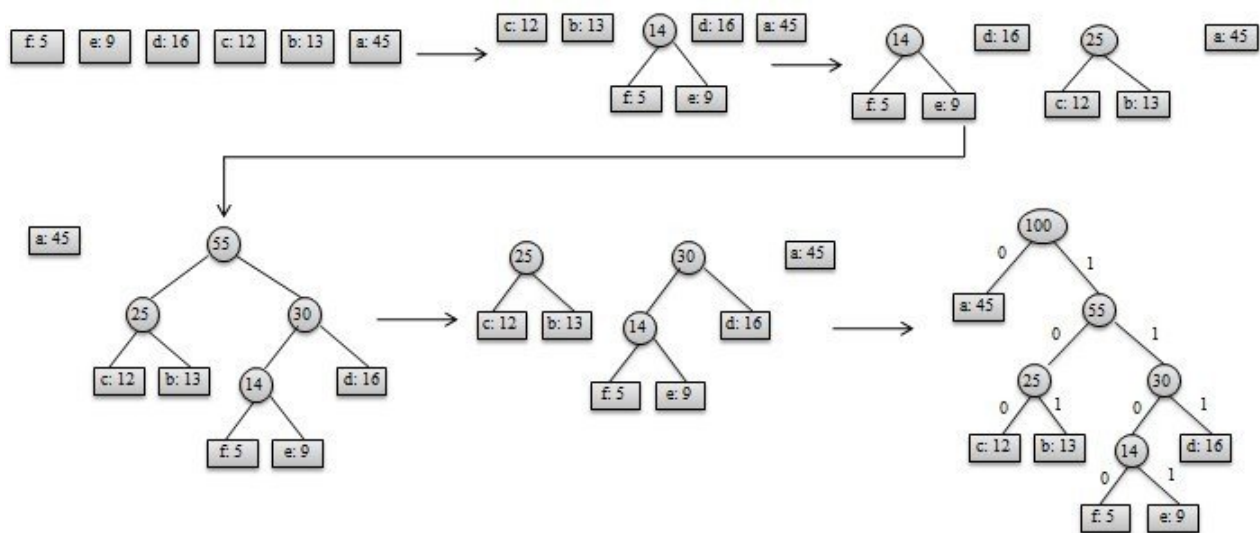 f: 5 e: 9 d: 16 c: 12 b: 13 a: 45
c: 12 b: 13 14 d: 16 a: 45
f: 5 e: 9
14 d: 16 25 a: 45
f: 5 e: 9 c: 12 b: 13
a: 45 55
25 30
c: 12 b: 13 14 d: 16
f: 5 e: 9
25 30 a: 45
c: 12 b: 13 14 d: 16
f: 5 e: 9
100
0 1
a: 45 55
0 1
25 30
0 1 0 1
c: 12 b: 13 14 d: 16
0 1
f: 5 e: 9